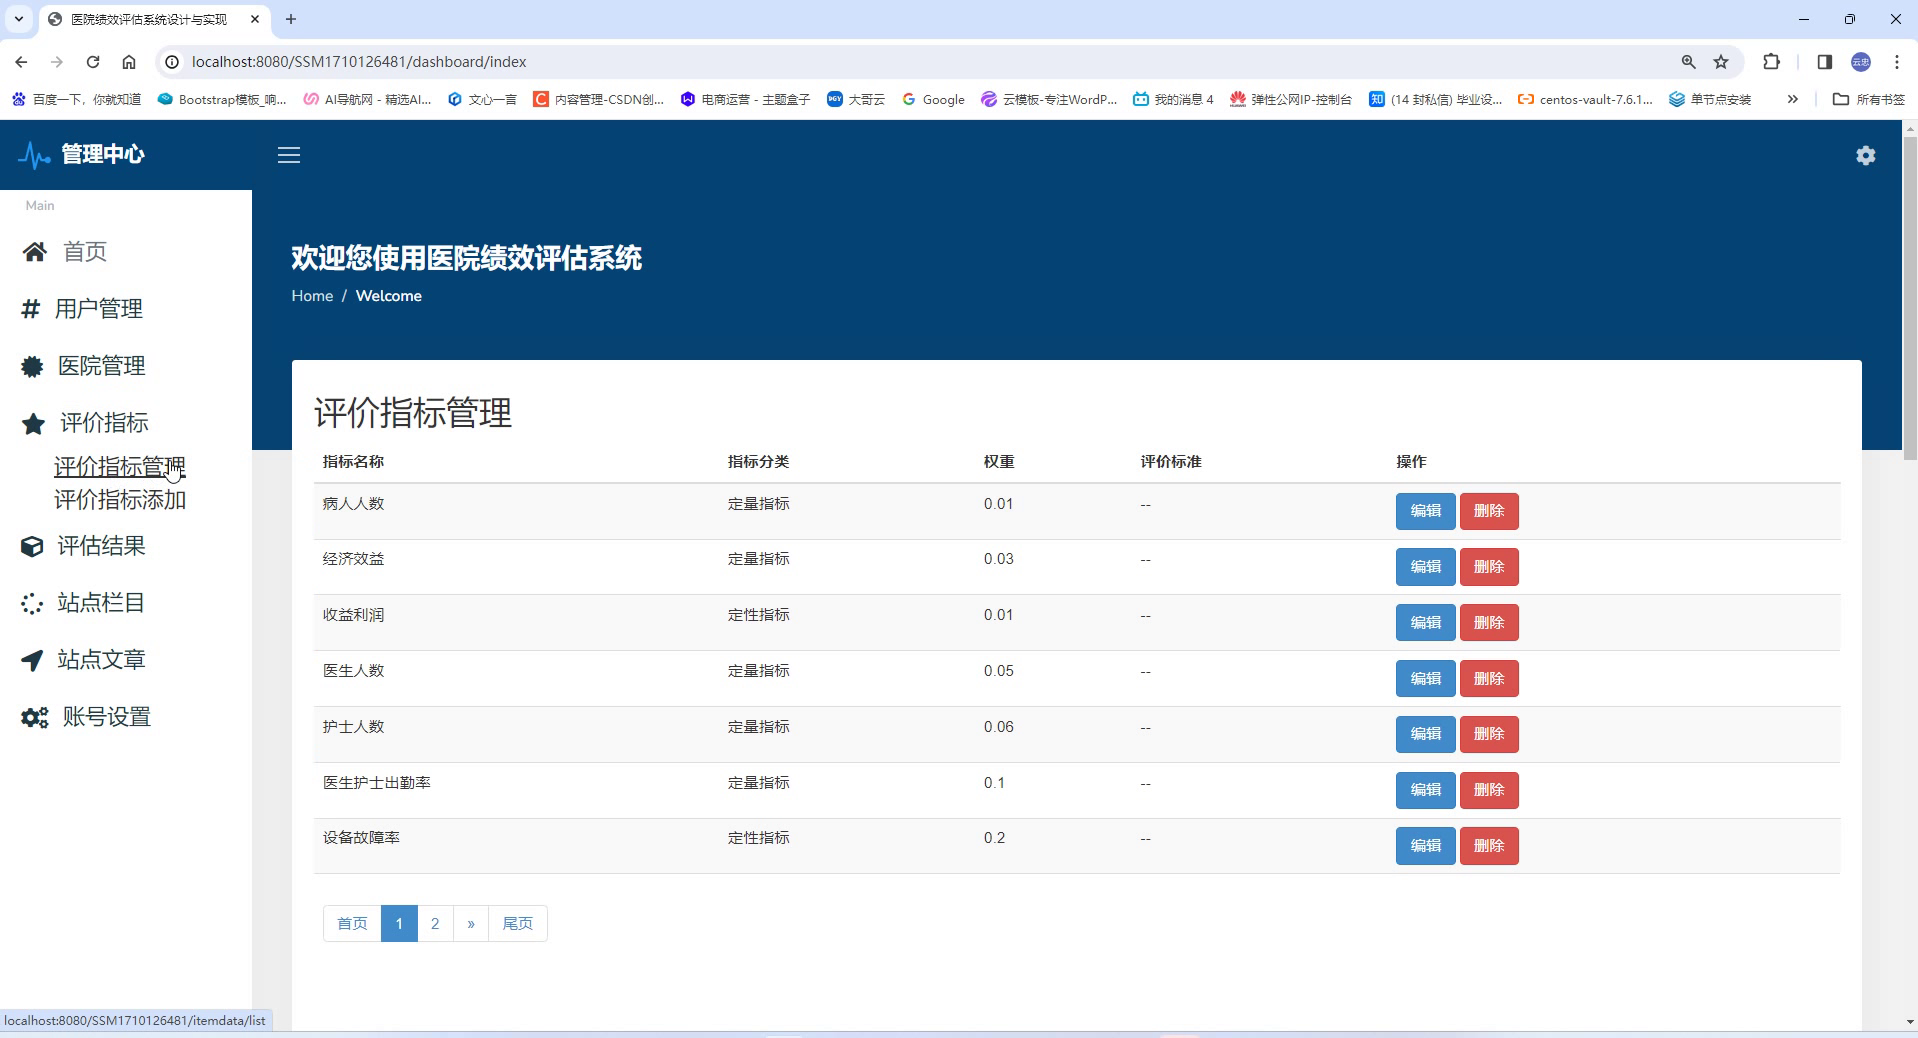 医院绩效评估系统设计与实现
localhost:8080/SSM1710126481/dashboard/index
百度一下，你就知道 Bootstrap模板_响... AI导航网 - 精选AI... 文心一言 内容管理-CSDN创... 电商运营 - 主题盒子 大哥云 Google 云模板-专注WordP... 我的消息 4 弹性公网IP-控制台 (14 封私信) 毕业设... centos-vault-7.6.1... 单节点安装 » 所有书签
管理中心
Main
首页
用户管理
医院管理
评价指标
评价指标管理
评价指标添加
评估结果
站点栏目
站点文章
账号设置
欢迎您使用医院绩效评估系统
Home / Welcome
评价指标管理
指标名称 指标分类 权重 评价标准 操作
病人人数 定量指标 0.01 -- 编辑 删除
经济效益 定量指标 0.03 -- 编辑 删除
收益利润 定性指标 0.01 -- 编辑 删除
医生人数 定量指标 0.05 -- 编辑 删除
护士人数 定量指标 0.06 -- 编辑 删除
医生护士出勤率 定量指标 0.1 -- 编辑 删除
设备故障率 定性指标 0.2 -- 编辑 删除
首页 1 2 » 尾页
localhost:8080/SSM1710126481/itemdata/list